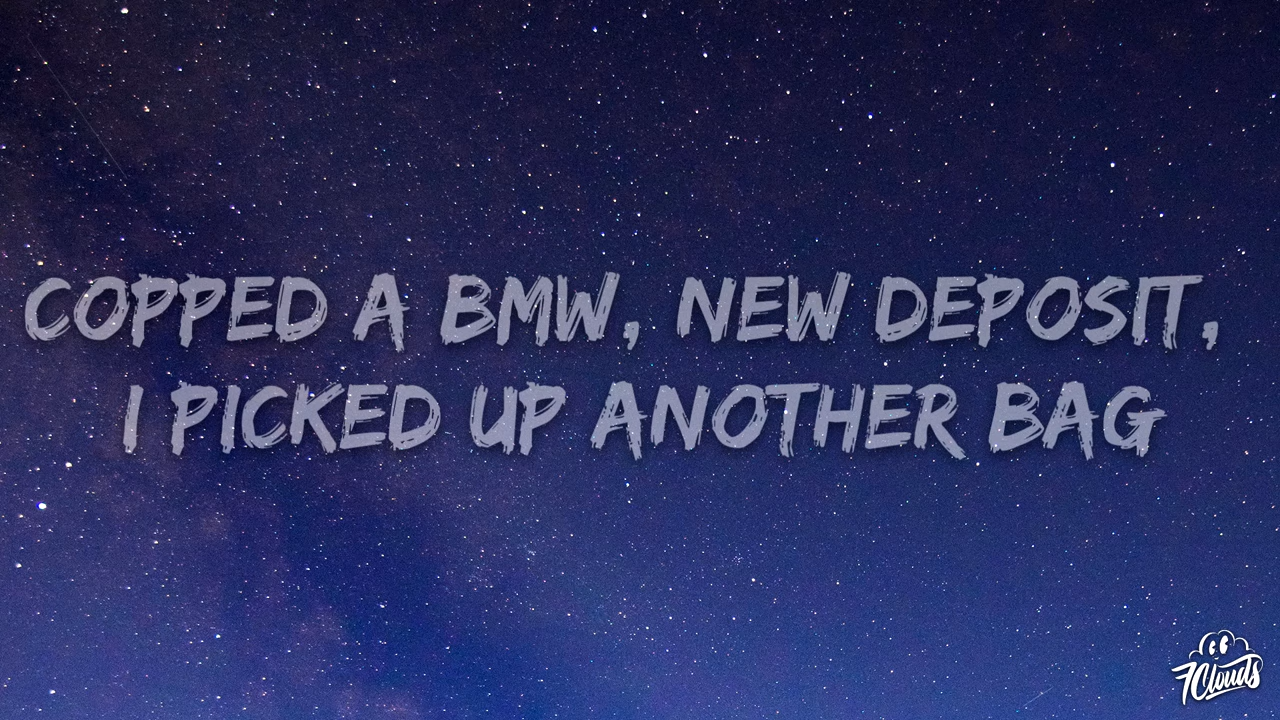 COPPED A BMW, NEW DEPOSIT,
I PICKED UP ANOTHER BAG
7Clouds